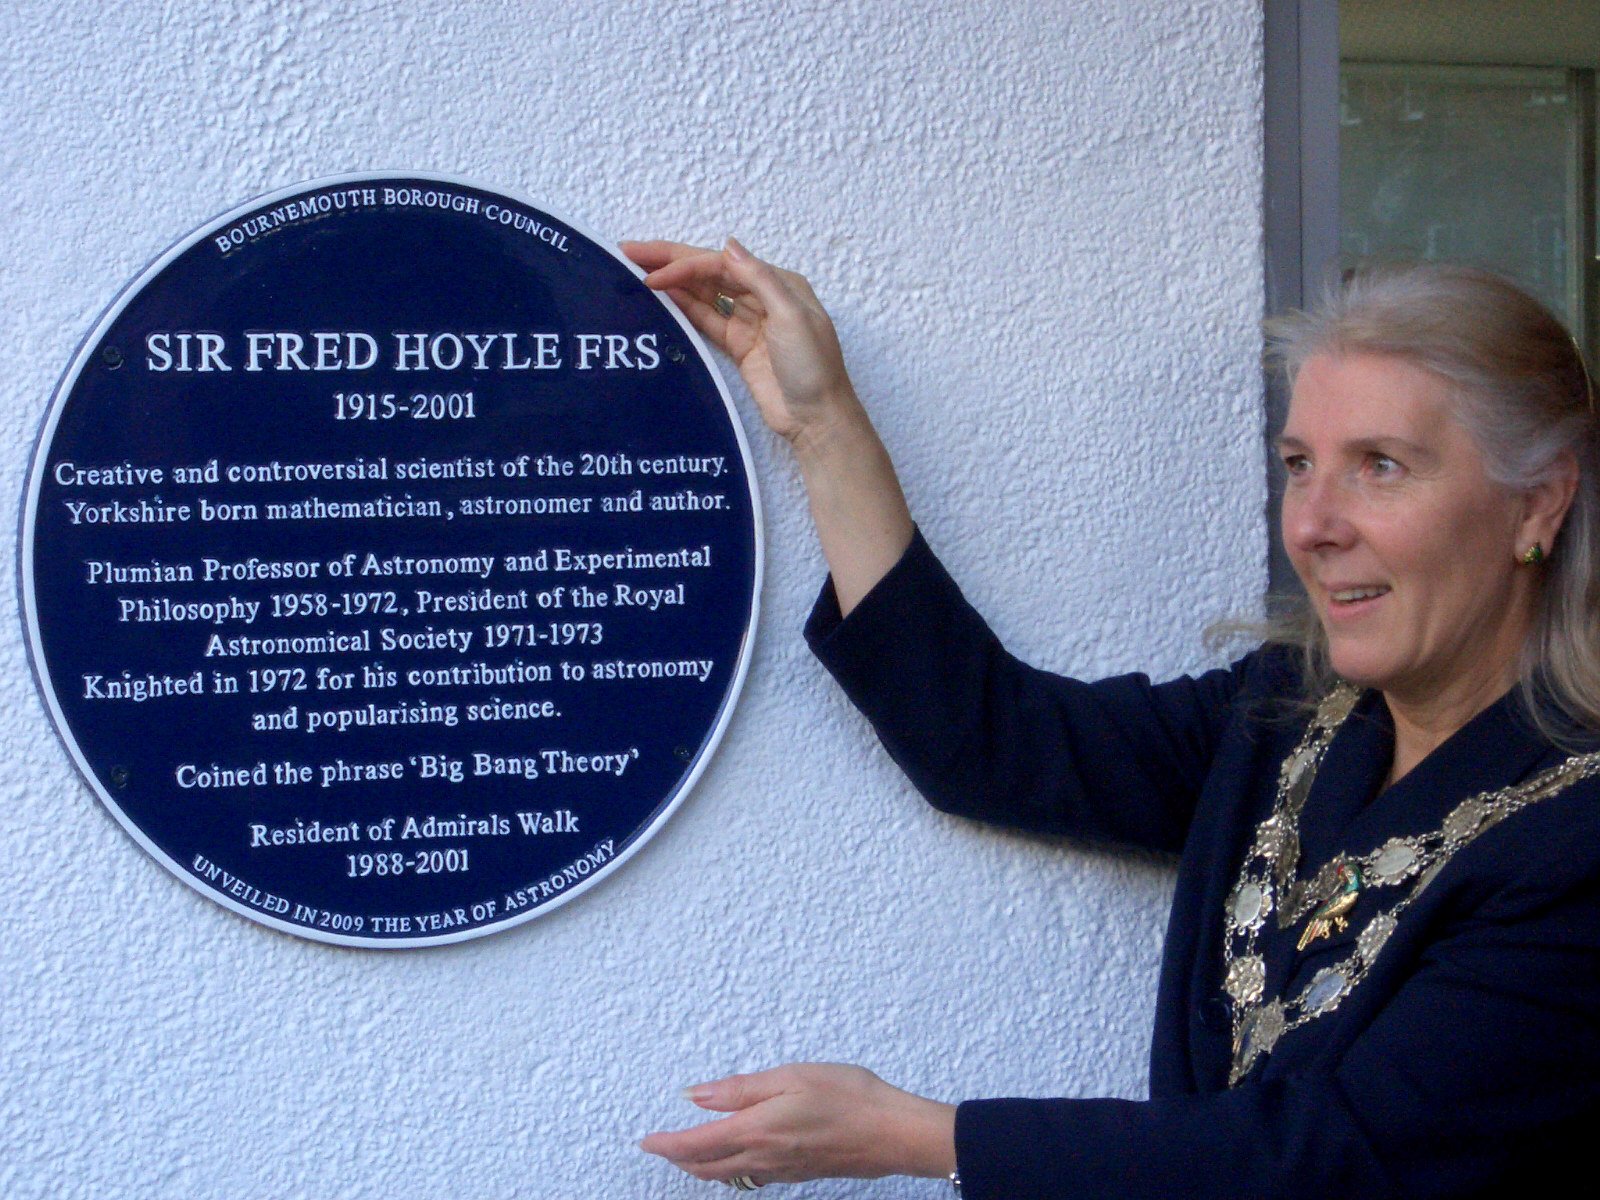 BOURNEMOUTH BOROUGH COUNCIL
SIR FRED HOYLE FRS
1915-2001
Creative and controversial scientist of the 20th century.
Yorkshire born mathematician, astronomer and author.
Plumian Professor of Astronomy and Experimental
Philosophy 1958-1972, President of the Royal
Astronomical Society 1971-1973
Knighted in 1972 for his contribution to astronomy
and popularising science.
Coined the phrase ‘Big Bang Theory’
Resident of Admirals Walk
1988-2001
UNVEILED IN 2009 THE YEAR OF ASTRONOMY